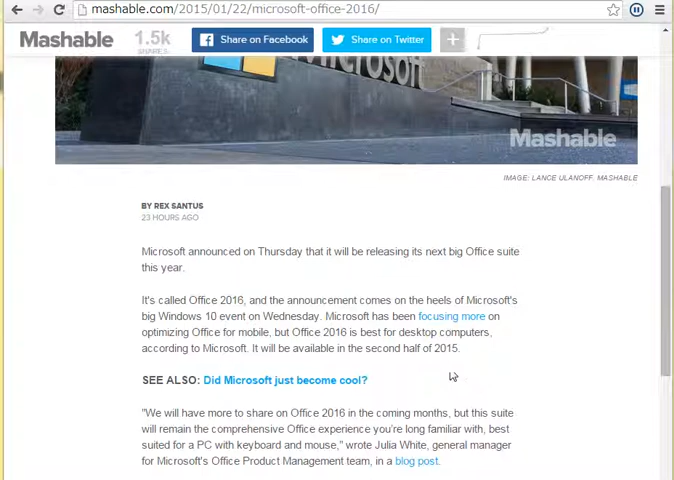 mashable.com/2015/01/22/microsoft-office-2016/
Mashable
1.5k
SHARES
Share on Facebook
Share on Twitter
+
Microsoft
Mashable
IMAGE: LANCE ULANOFF, MASHABLE
BY REX SANTUS
23 HOURS AGO
Microsoft announced on Thursday that it will be releasing its next big Office suite
this year.
It's called Office 2016, and the announcement comes on the heels of Microsoft's
big Windows 10 event on Wednesday. Microsoft has been focusing more on
optimizing Office for mobile, but Office 2016 is best for desktop computers,
according to Microsoft. It will be available in the second half of 2015.
SEE ALSO: Did Microsoft just become cool?
"We will have more to share on Office 2016 in the coming months, but this suite
will remain the comprehensive Office experience you're long familiar with, best
suited for a PC with keyboard and mouse," wrote Julia White, general manager
for Microsoft's Office Product Management team, in a blog post.